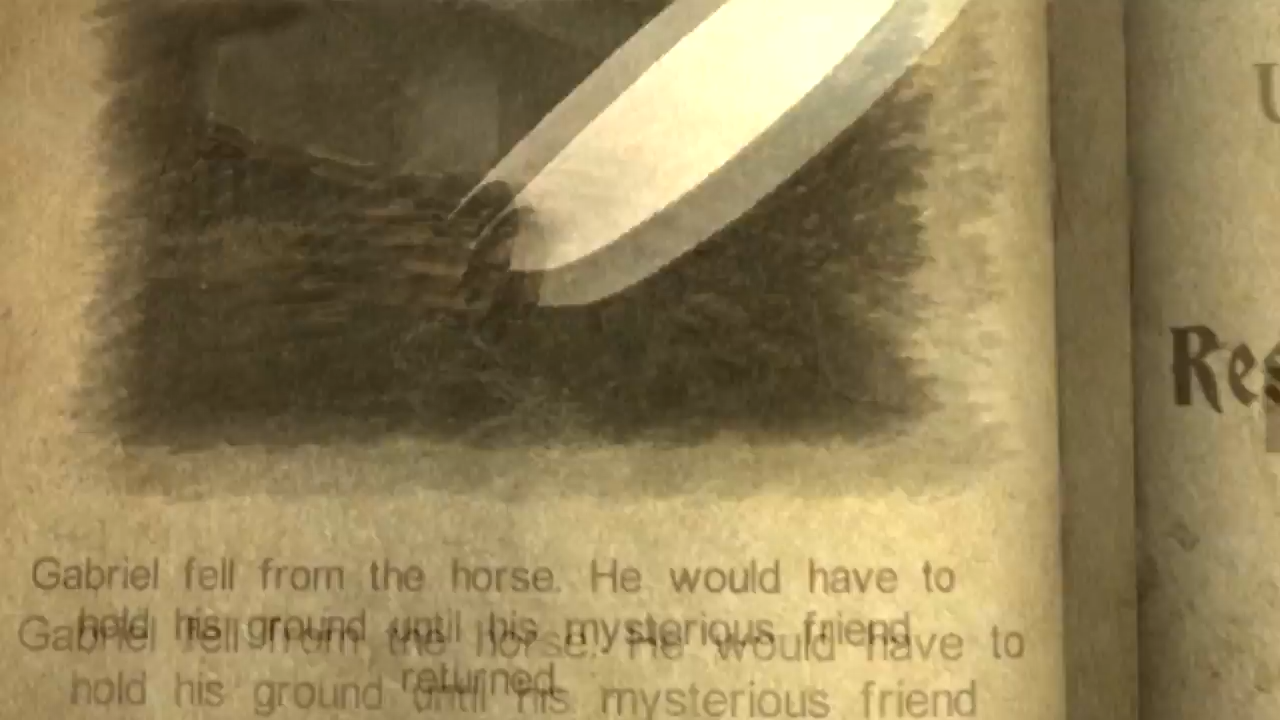 Gabriel fell from the horse. He would have to
hold his ground until his mysterious friend
returned
Gabriel fell from the horse. He would have to
hold his ground until his mysterious friend
U
Res